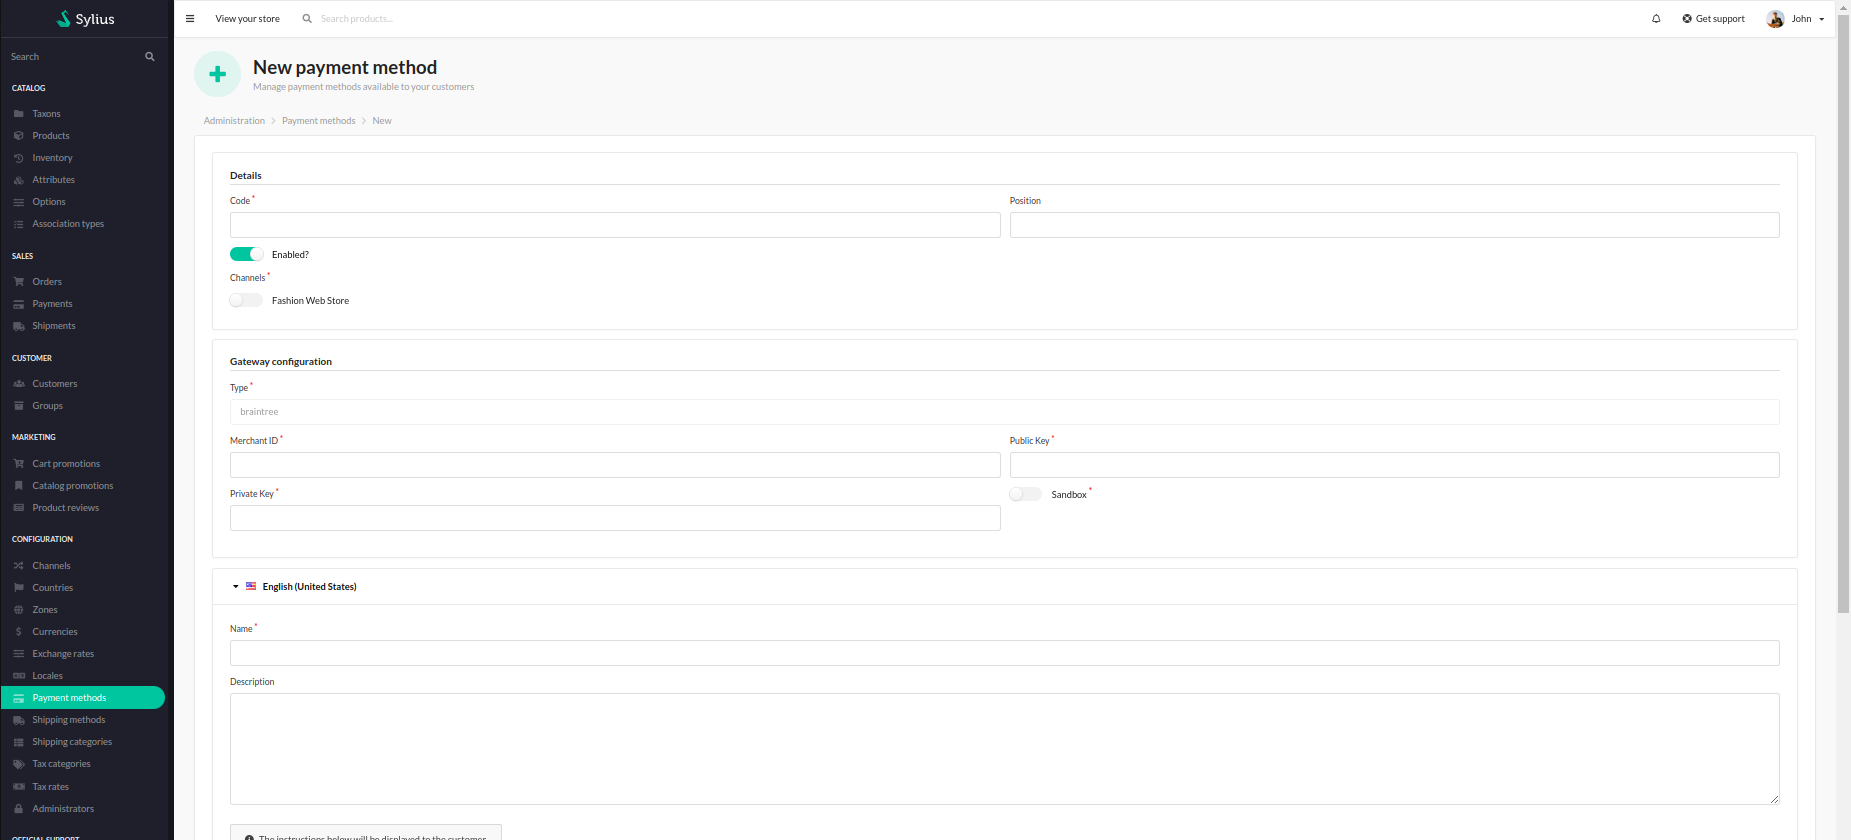 Sylius
View your store
Search products...
Get support
John
Search
CATALOG
Taxons
Products
Inventory
Attributes
Options
Association types
SALES
Orders
Payments
Shipments
CUSTOMER
Customers
Groups
MARKETING
Cart promotions
Catalog promotions
Product reviews
CONFIGURATION
Channels
Countries
Zones
Currencies
Exchange rates
Locales
Payment methods
Shipping methods
Shipping categories
Tax categories
Tax rates
Administrators
OFFICIAL SUPPORT
New payment method
Manage payment methods available to your customers
Administration > Payment methods > New
Details
Code *
Position
Enabled?
Channels *
Fashion Web Store
Gateway configuration
Type *
braintree
Merchant ID *
Public Key *
Private Key *
Sandbox *
English (United States)
Name *
Description
The instructions below will be displayed to the customer